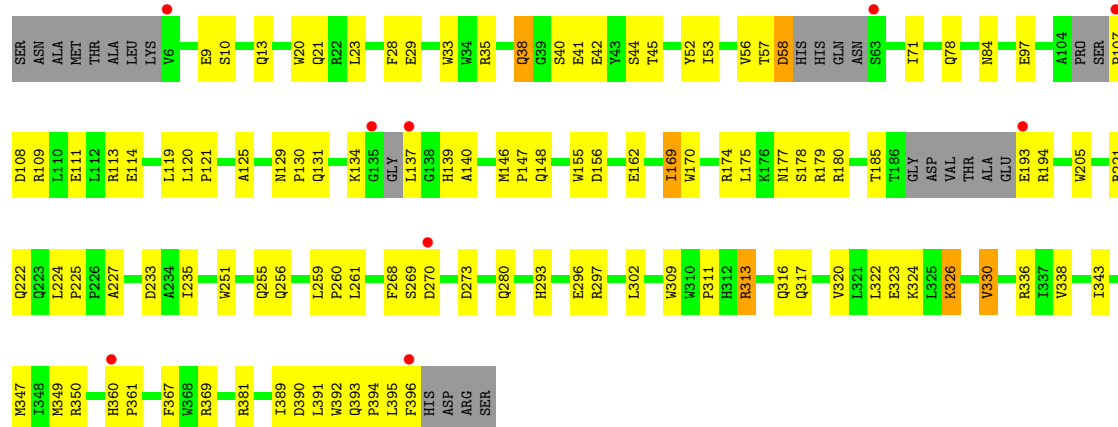 SER ASN ALA MET THR ALA LEU LYS V6 E9 S10 Q13 W20 Q21 R22 L23 F28 E29 W33 W34 R35 Q38 G39 S40 E41 E42 Y43 S44 T45 Y52 I53 V56 T57 D58 HIS HIS GLN ASN S63 I71 Q78 N84 E97 A104 PRO SER
D108 R109 L110 E111 L112 R113 E114 L119 L120 P121 A125 N129 P130 Q131 K134 G135 GLY L137 G138 H139 A140 M146 P147 Q148 W155 D156 E162 I169 W170 R174 L175 K176 N177 S178 R179 R180 T185 T186 GLY ASP VAL THR ALA GLU E193 R194 W205
Q222 Q223 L224 P225 P226 A227 D233 A234 I235 W251 Q255 Q256 L259 P260 L261 F268 S269 D270 D273 Q280 H293 E296 R297 L302 W309 W310 P311 H312 R313 Q316 Q317 V320 L321 L322 E323 K324 L325 K326 V330 R336 I337 V338 I343
M347 I348 M349 R350 H360 P361 F367 W368 R369 R381 I389 D390 L391 W392 Q393 P394 L395 F396 HIS ASP ARG SER